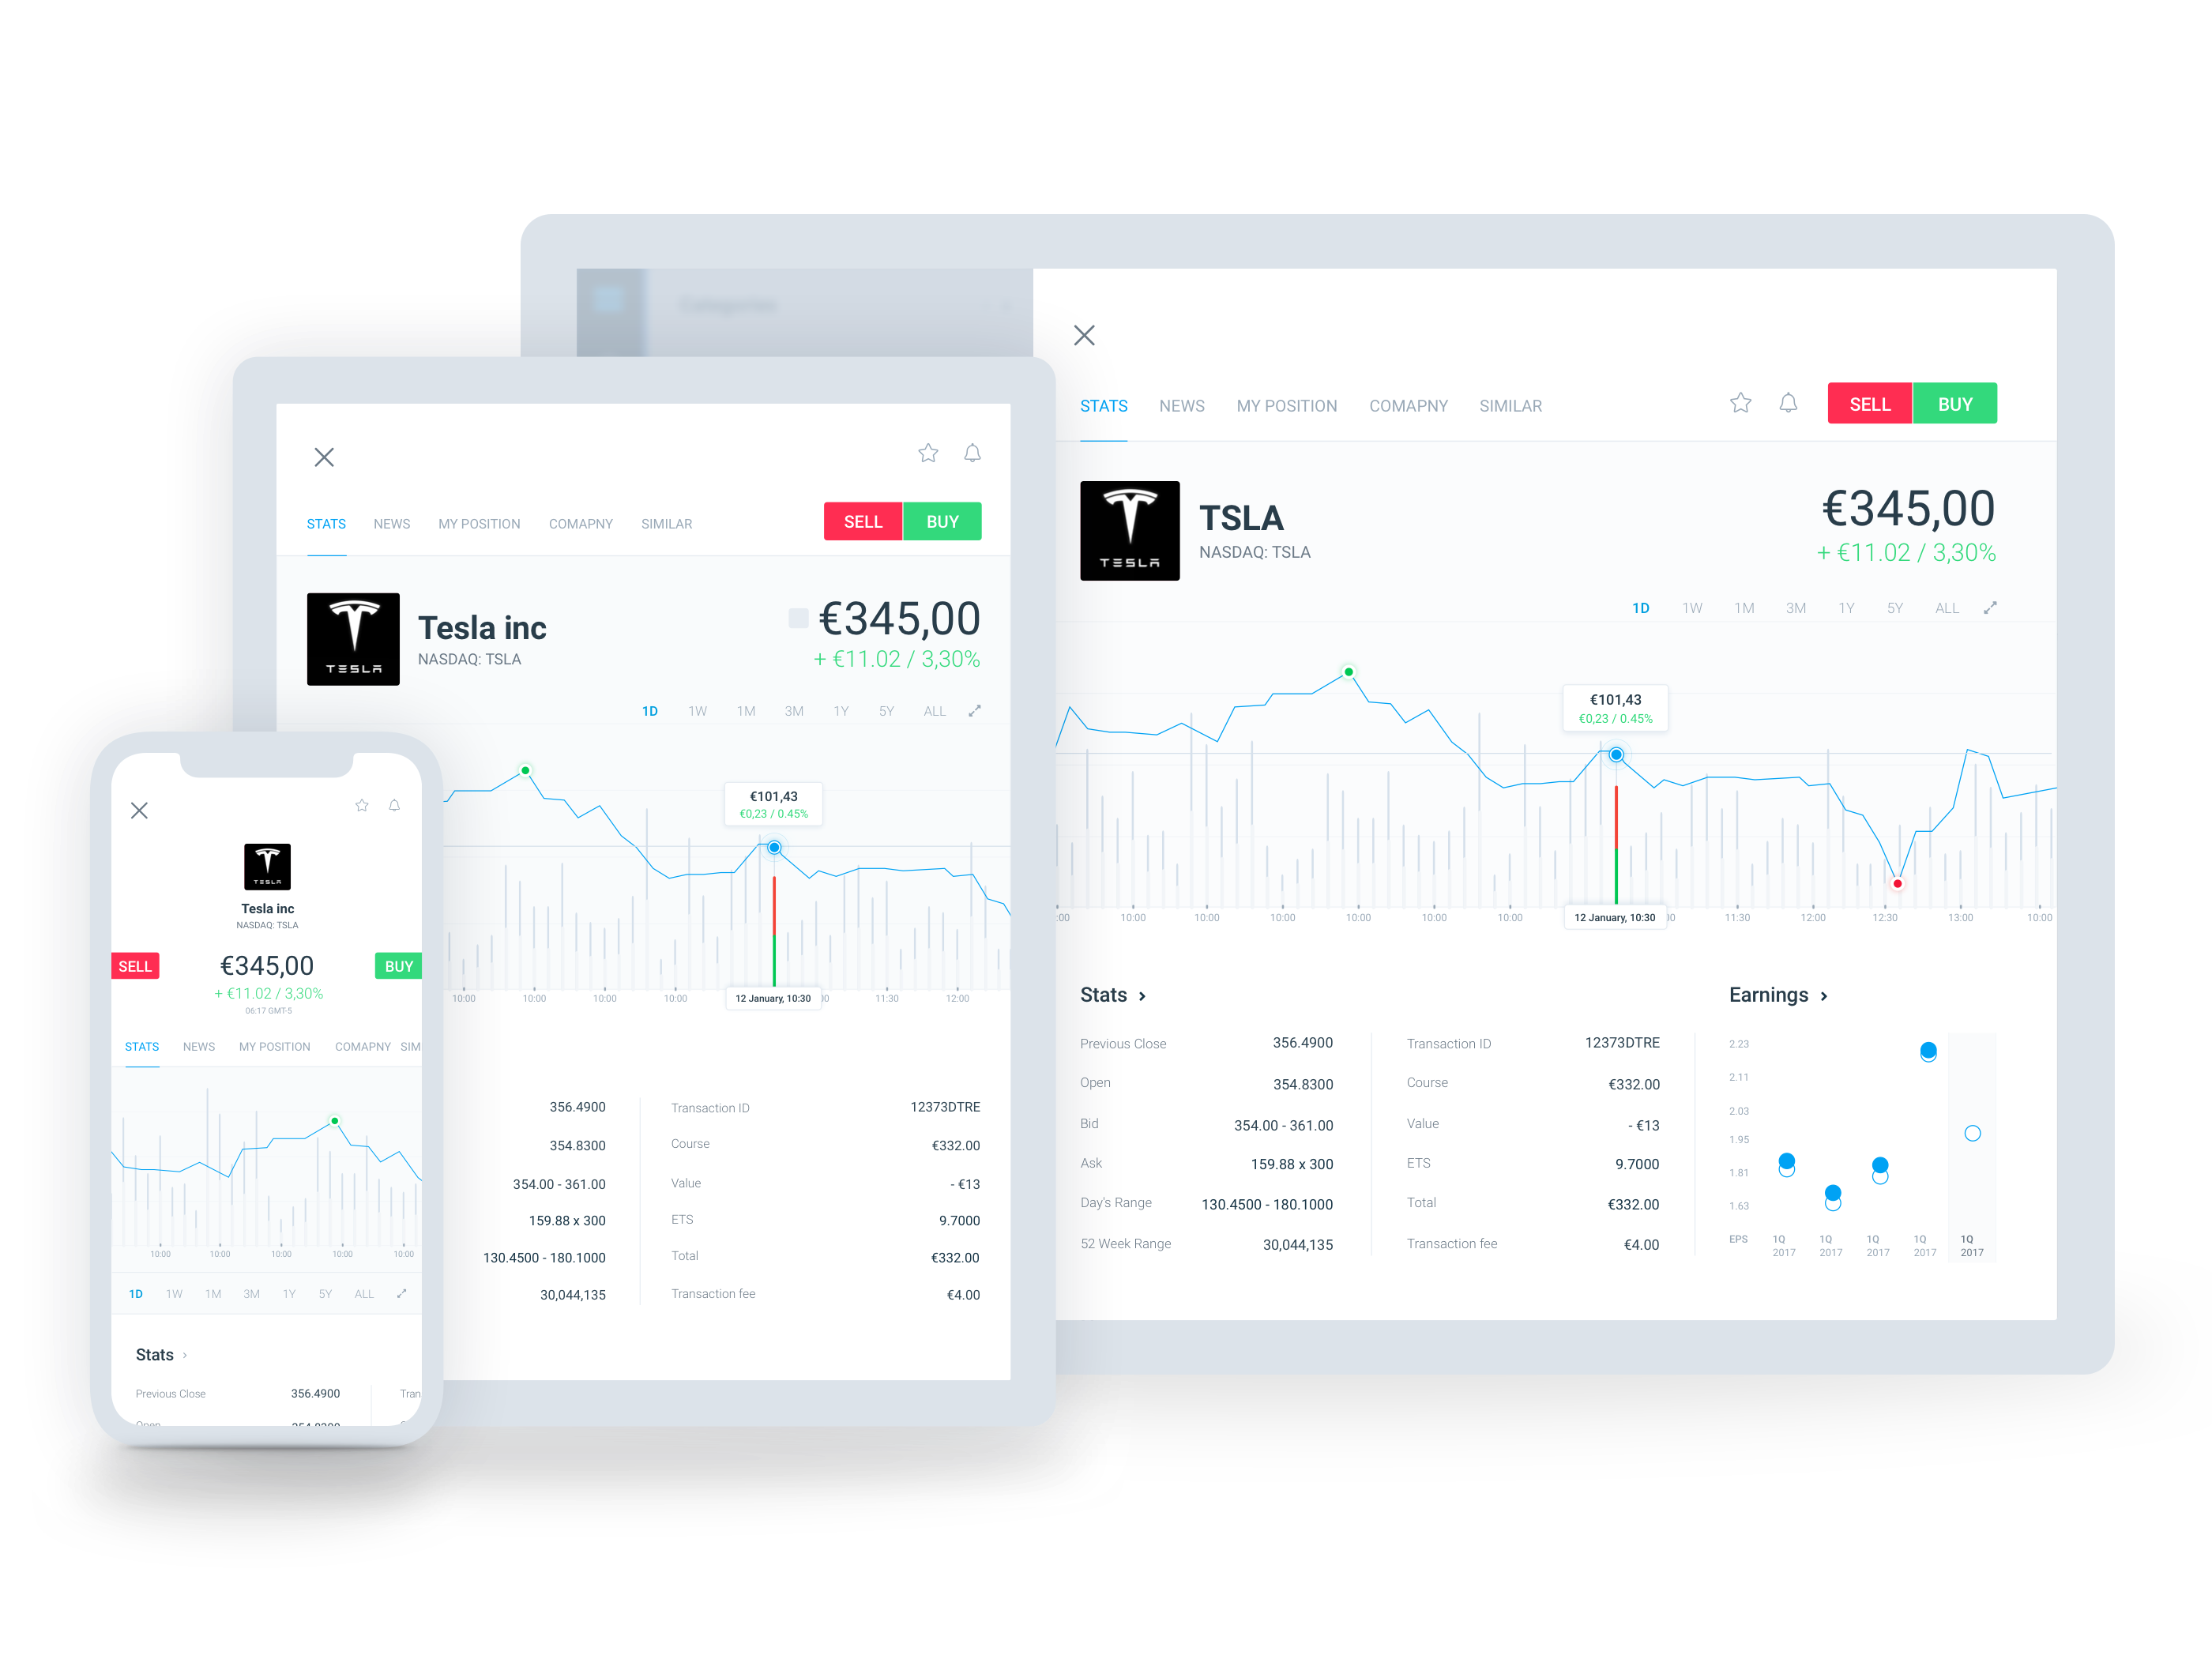 Categories
STATS NEWS MY POSITION COMAPNY SIMILAR SELL BUY
TESLA
TSLA
NASDAQ: TSLA
€345,00
+ €11.02 / 3,30%
1D 1W 1M 3M 1Y 5Y ALL
€101,43
€0,23 / 0.45%
:00 10:00 10:00 10:00 10:00 10:00 10:00 12 January, 10:30 00 11:30 12:00 12:30 13:00 10:00
Stats
Previous Close 356.4900
Open 354.8300
Bid 354.00 - 361.00
Ask 159.88 x 300
Day's Range 130.4500 - 180.1000
52 Week Range 30,044,135
Transaction ID 12373DTRE
Course €332.00
Value - €13
ETS 9.7000
Total €332.00
Transaction fee €4.00
Earnings
2.23
2.11
2.03
1.95
1.81
1.63
EPS 1Q 1Q 1Q 1Q 1Q
2017 2017 2017 2017 2017
STATS NEWS MY POSITION COMAPNY SIMILAR SELL BUY
TESLA
Tesla inc
NASDAQ: TSLA
€345,00
+ €11.02 / 3,30%
1D 1W 1M 3M 1Y 5Y ALL
€101,43
€0,23 / 0.45%
10:00 10:00 10:00 10:00 12 January, 10:30 00 11:30 12:00
356.4900
354.8300
354.00 - 361.00
159.88 x 300
130.4500 - 180.1000
30,044,135
Transaction ID 12373DTRE
Course €332.00
Value - €13
ETS 9.7000
Total €332.00
Transaction fee €4.00
TESLA
Tesla inc
NASDAQ: TSLA
SELL €345,00 BUY
+ €11.02 / 3,30%
06:17 GMT-5
STATS NEWS MY POSITION COMAPNY SIM
10:00 10:00 10:00 10:00 10:00
1D 1W 1M 3M 1Y 5Y ALL
Stats
Previous Close 356.4900 Tran
Open 354.8300